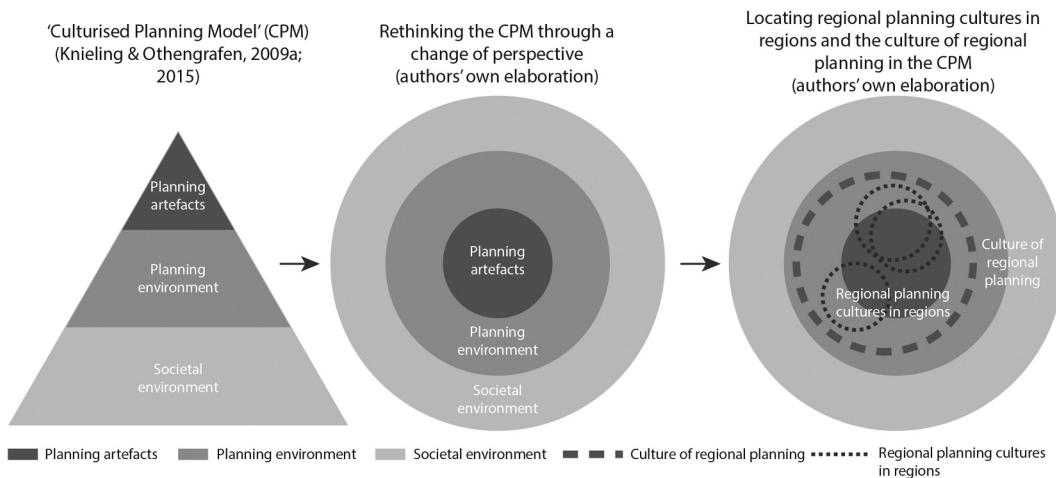 ‘Culturised Planning Model’ (CPM)
(Knieling & Othengrafen, 2009a;
2015)
Rethinking the CPM through a
change of perspective
(authors’ own elaboration)
Locating regional planning cultures in
regions and the culture of regional
planning in the CPM
(authors’ own elaboration)
Planning
artefacts
Planning
environment
Societal
environment
Planning
artefacts
Planning
environment
Societal
environment
Culture of
regional
planning
Regional planning
cultures in regions
Planning artefacts
Planning environment
Societal environment
Culture of regional planning
Regional planning cultures
in regions